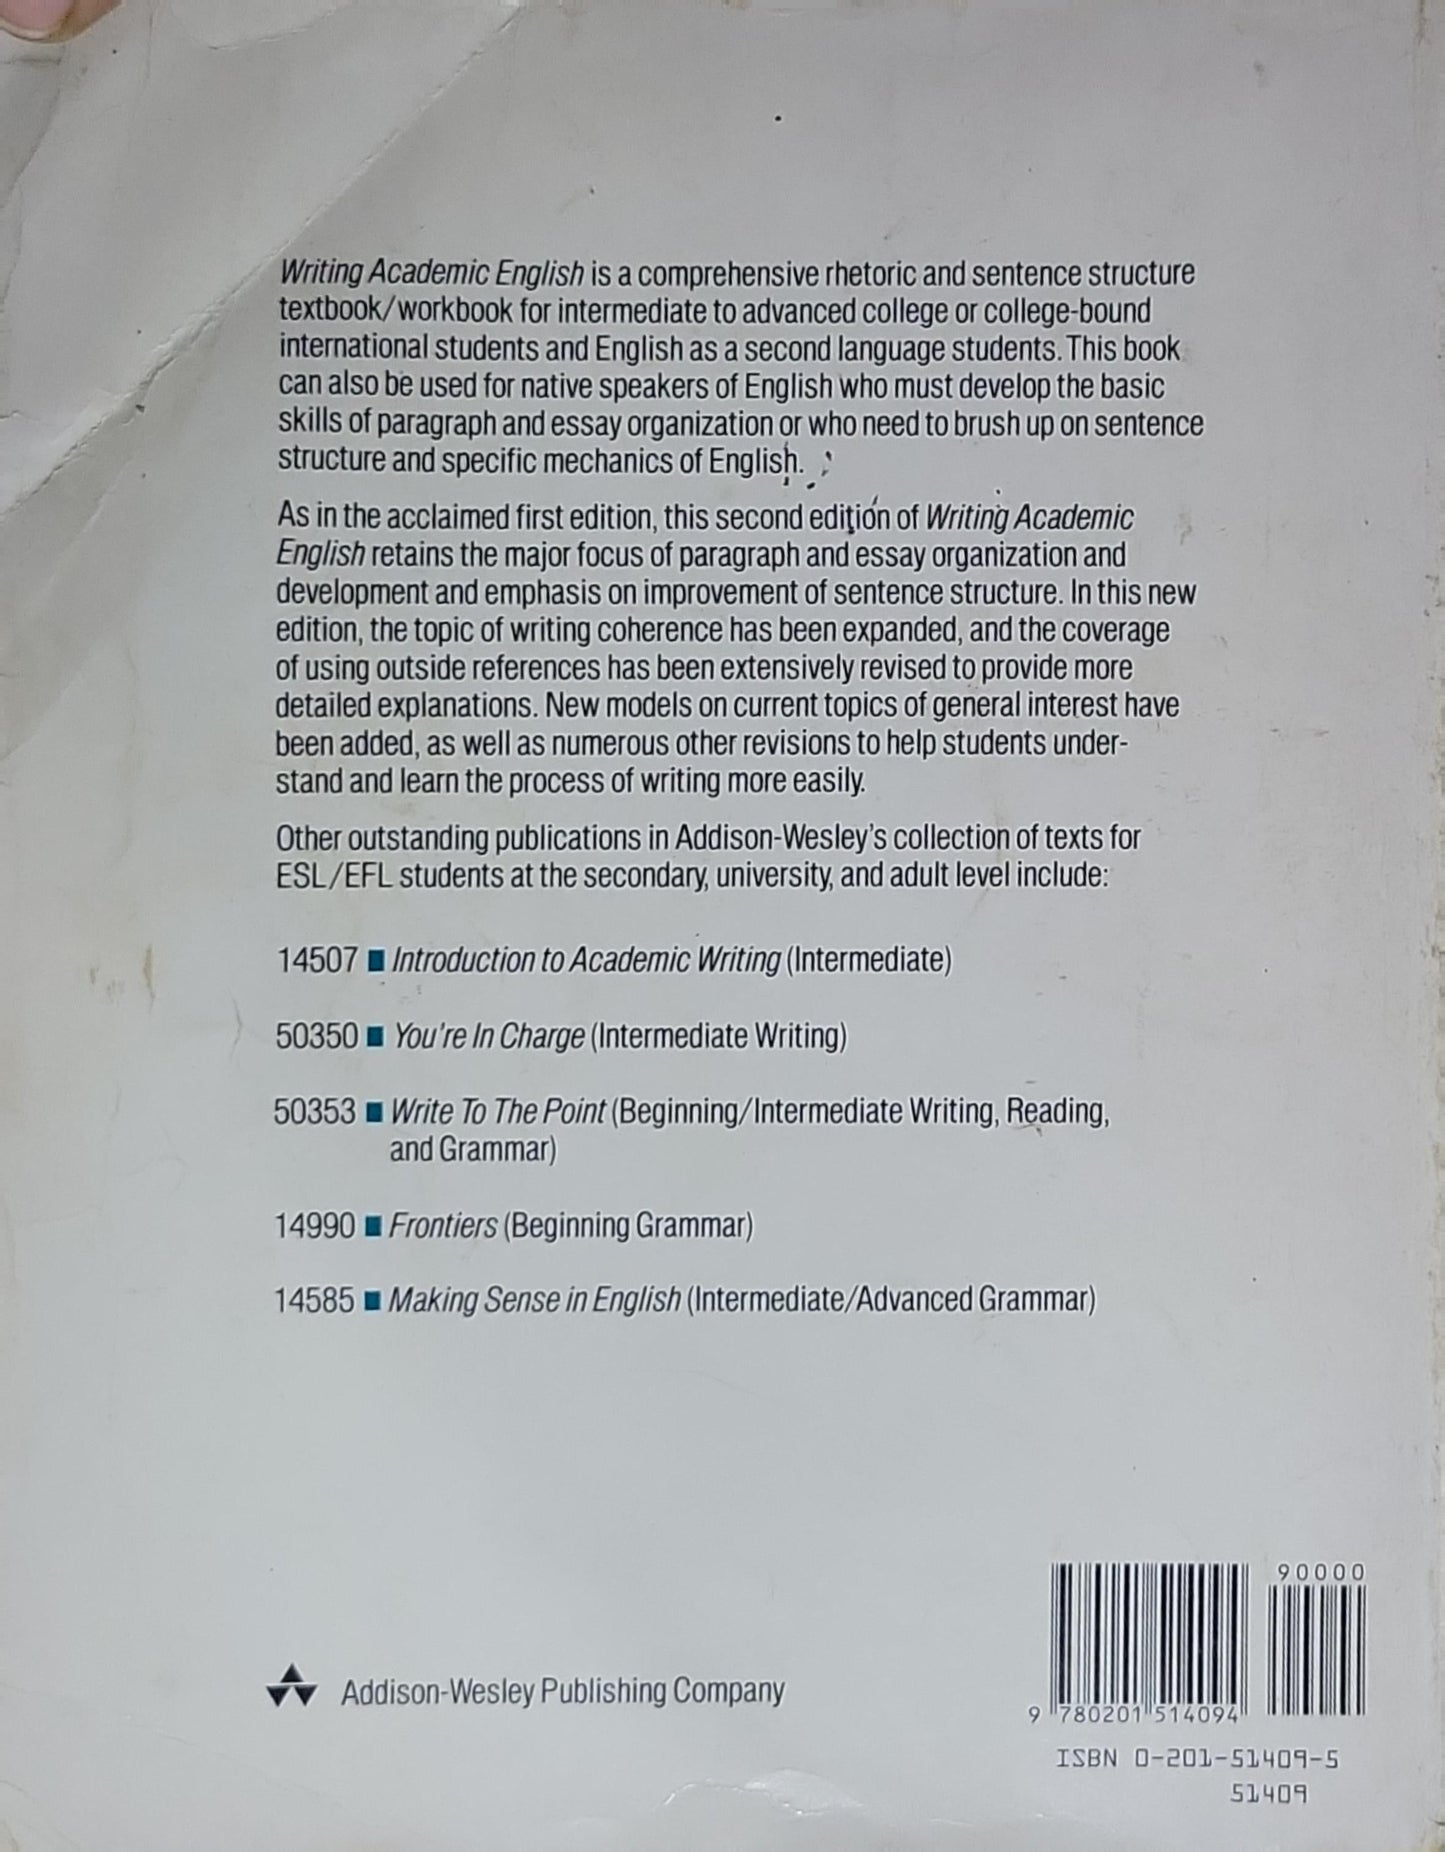 Writing Academic English is a comprehensive rhetoric and sentence structure
textbook/workbook for intermediate to advanced college or college-bound
international students and English as a second language students. This book
can also be used for native speakers of English who must develop the basic
skills of paragraph and essay organization or who need to brush up on sentence
structure and specific mechanics of English.
As in the acclaimed first edition, this second edition of Writing Academic
English retains the major focus of paragraph and essay organization and
development and emphasis on improvement of sentence structure. In this new
edition, the topic of writing coherence has been expanded, and the coverage
of using outside references has been extensively revised to provide more
detailed explanations. New models on current topics of general interest have
been added, as well as numerous other revisions to help students under-
stand and learn the process of writing more easily.
Other outstanding publications in Addison-Wesley's collection of texts for
ESL/EFL students at the secondary, university, and adult level include:
14507 ■ Introduction to Academic Writing (Intermediate)
50350 ■ You're In Charge (Intermediate Writing)
50353 ■ Write To The Point (Beginning/Intermediate Writing, Reading,
and Grammar)
14990 ■ Frontiers (Beginning Grammar)
14585 ■ Making Sense in English (Intermediate/Advanced Grammar)
Addison-Wesley Publishing Company
90000
9 780201 514094
ISBN 0-201-51409-5
51409